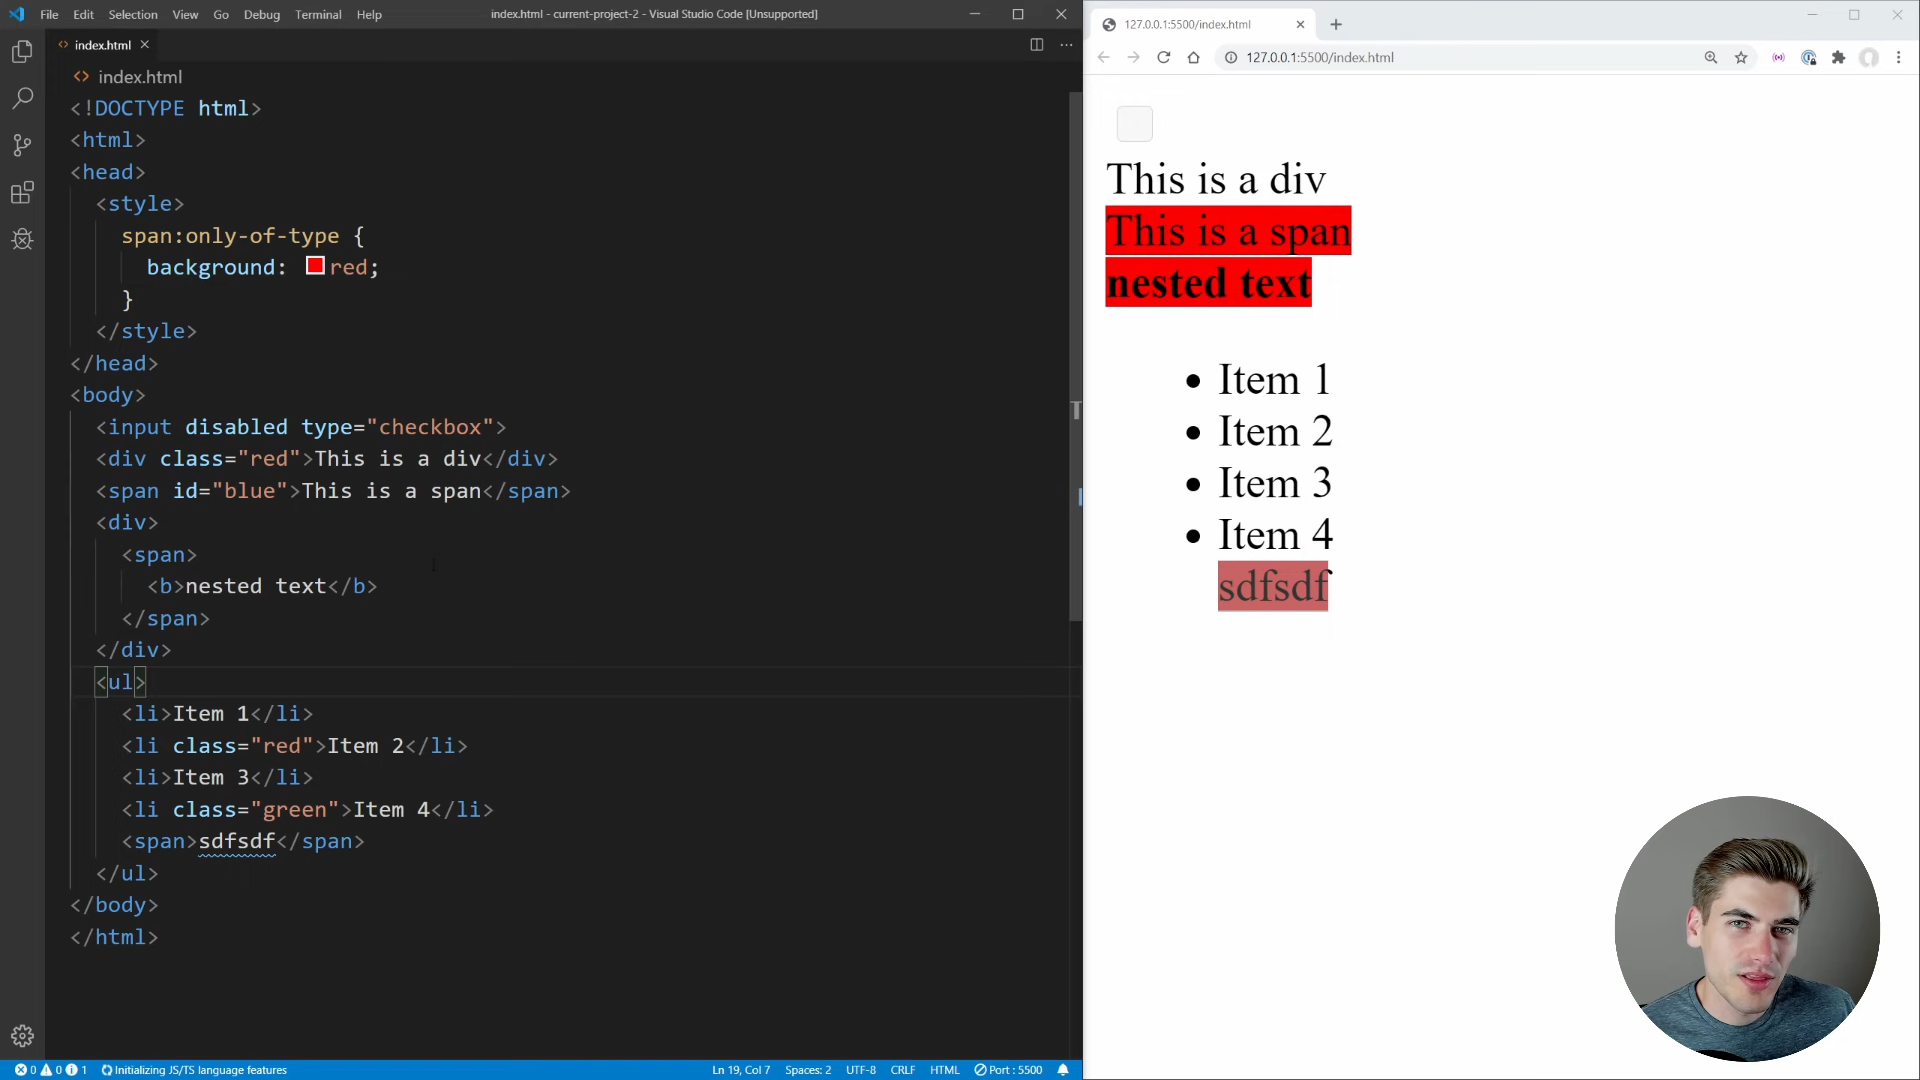 File Edit Selection View Go Debug Terminal Help
index.html - current-project-2 - Visual Studio Code [Unsupported]
index.html
index.html
<!DOCTYPE html>
<html>
<head>
<style>
span:only-of-type {
background: red;
}
</style>
</head>
<body>
<input disabled type="checkbox">
<div class="red">This is a div</div>
<span id="blue">This is a span</span>
<div>
<span>
<b>nested text</b>
</span>
</div>
<ul>
<li>Item 1</li>
<li class="red">Item 2</li>
<li>Item 3</li>
<li class="green">Item 4</li>
<span>sdfsdf</span>
</ul>
</body>
</html>
0 0 1 Initializing JS/TS language features
Ln 19, Col 7 Spaces: 2 UTF-8 CRLF HTML Port : 5500
127.0.0.1:5500/index.html
127.0.0.1:5500/index.html
This is a div
This is a span
nested text
Item 1
Item 2
Item 3
Item 4
sdfsdf